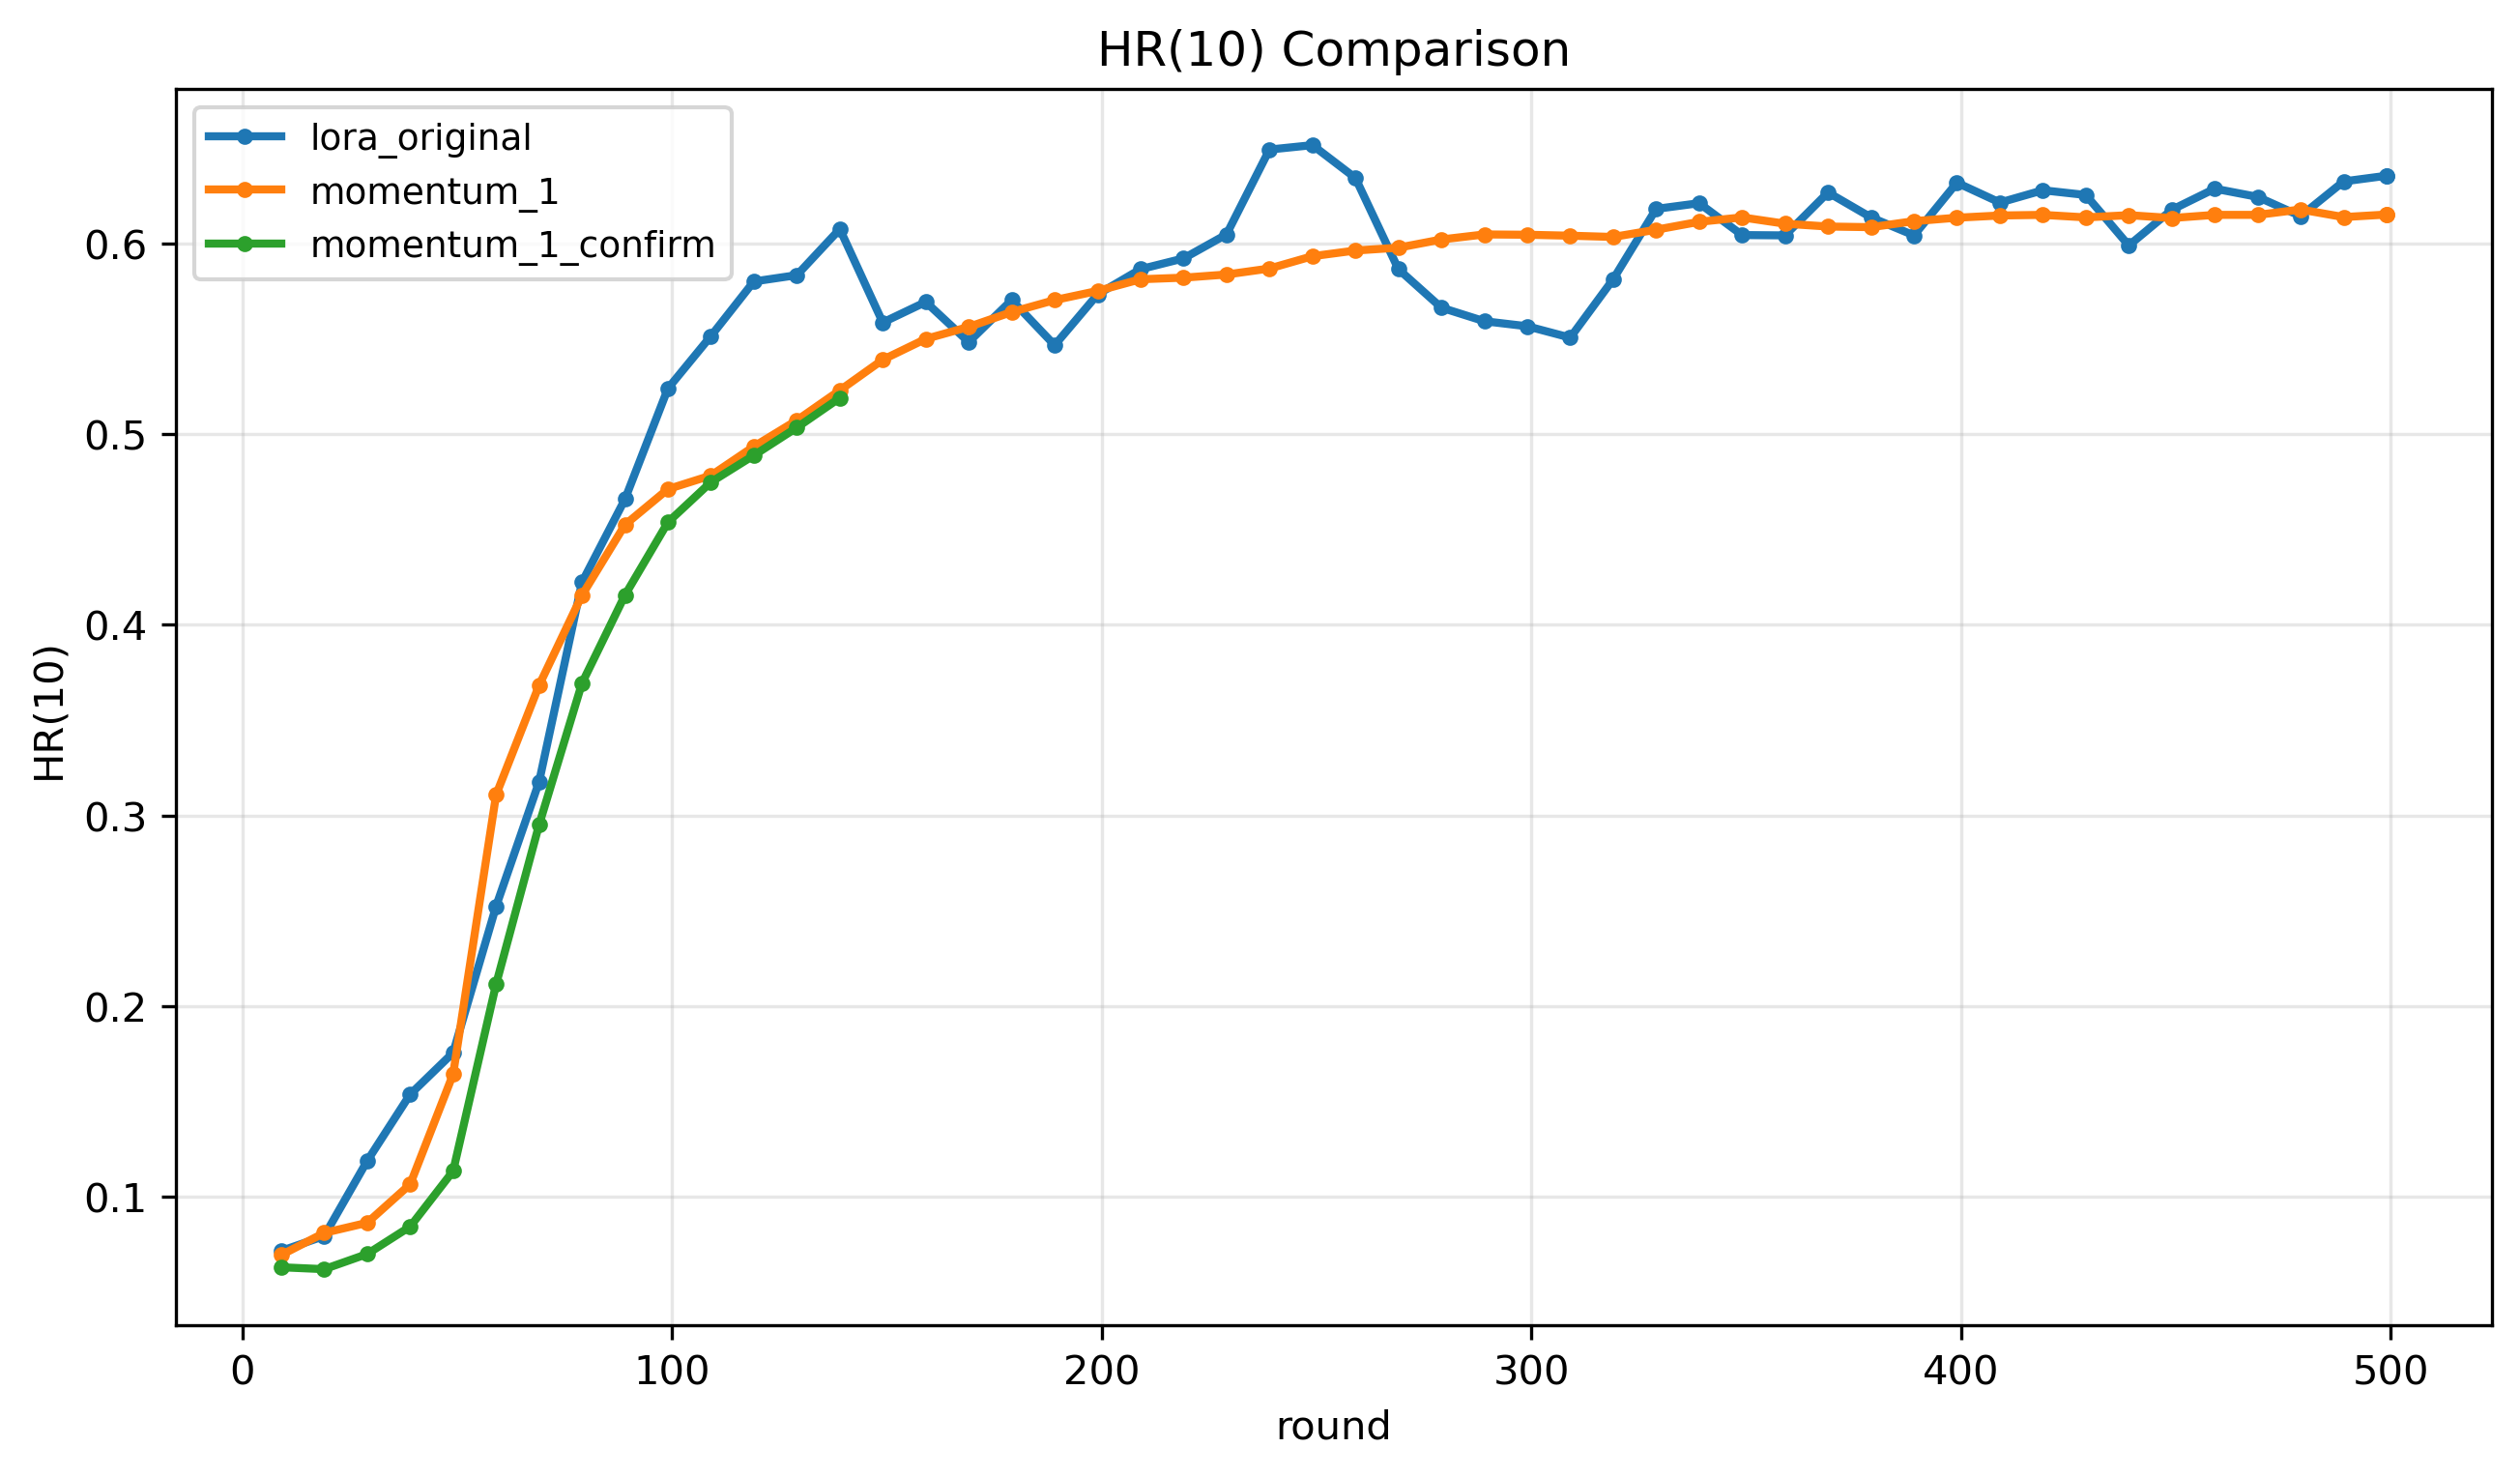 HR(10) Comparison
lora_original
momentum_1
momentum_1_confirm
HR(10)
0.6
0.5
0.4
0.3
0.2
0.1
0 100 200 300 400 500
round